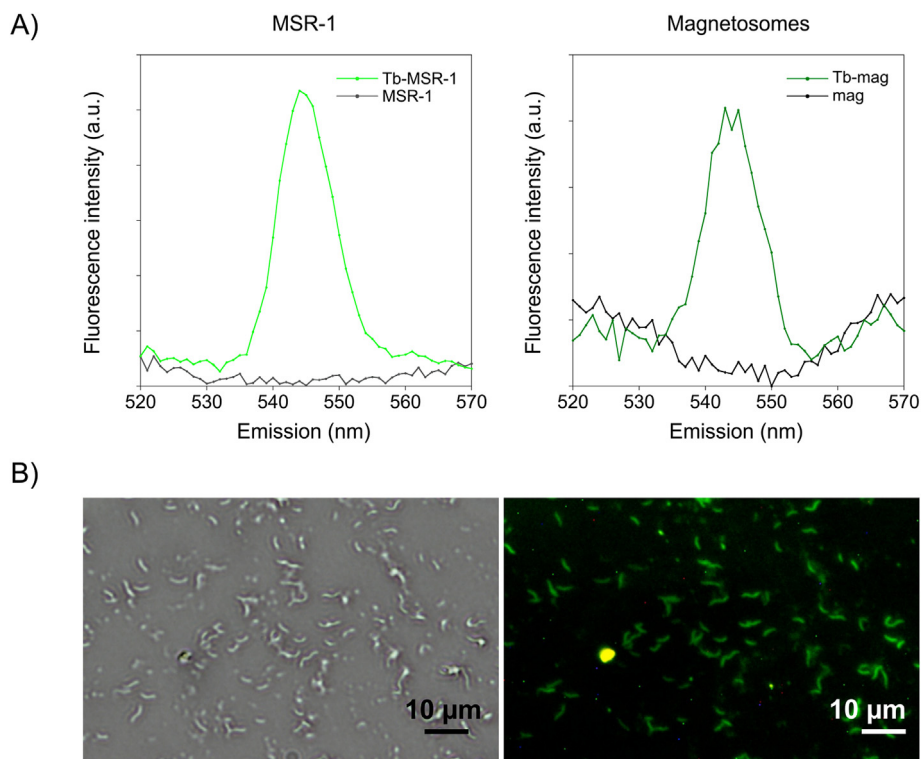 A)
MSR-1
Magnetosomes
Tb-MSR-1
MSR-1
Tb-mag
mag
Fluorescence intensity (a.u.)
Fluorescence intensity (a.u.)
520 530 540 550 560 570
520 530 540 550 560 570
Emission (nm)
Emission (nm)
B)
10 µm
10 µm